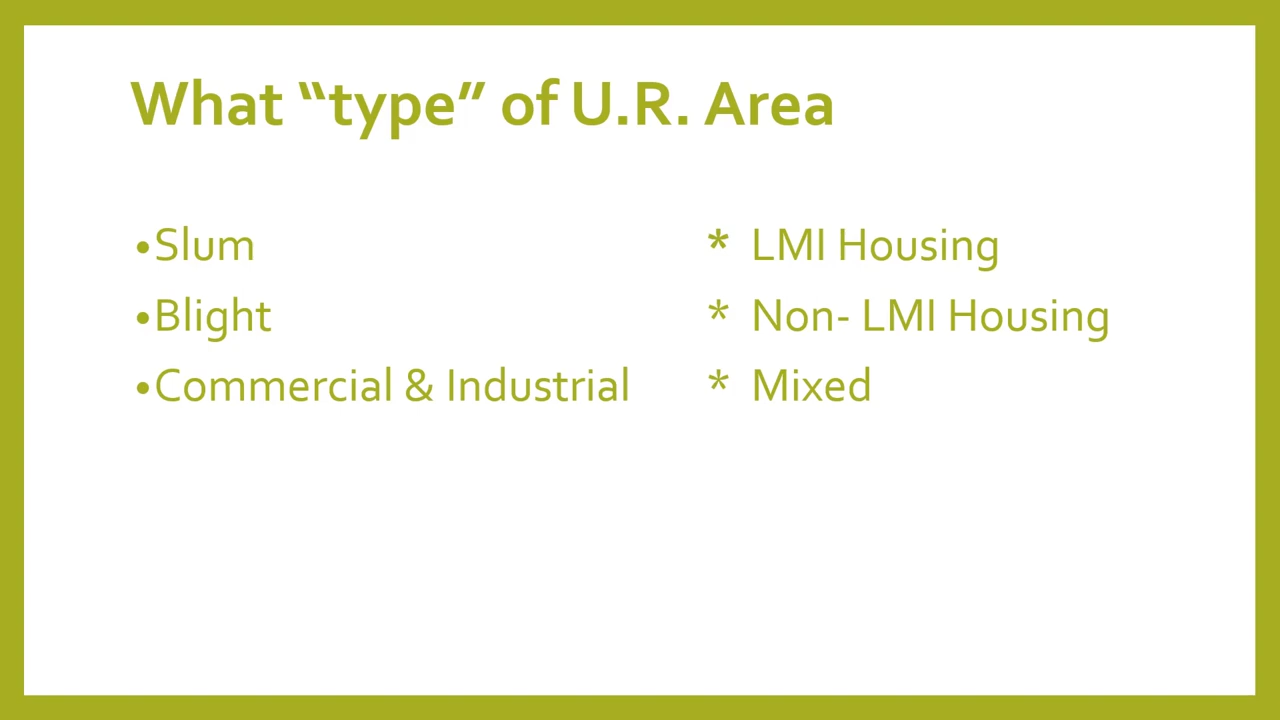 What “type” of U.R. Area
•Slum
•Blight
•Commercial & Industrial
* LMI Housing
* Non- LMI Housing
* Mixed